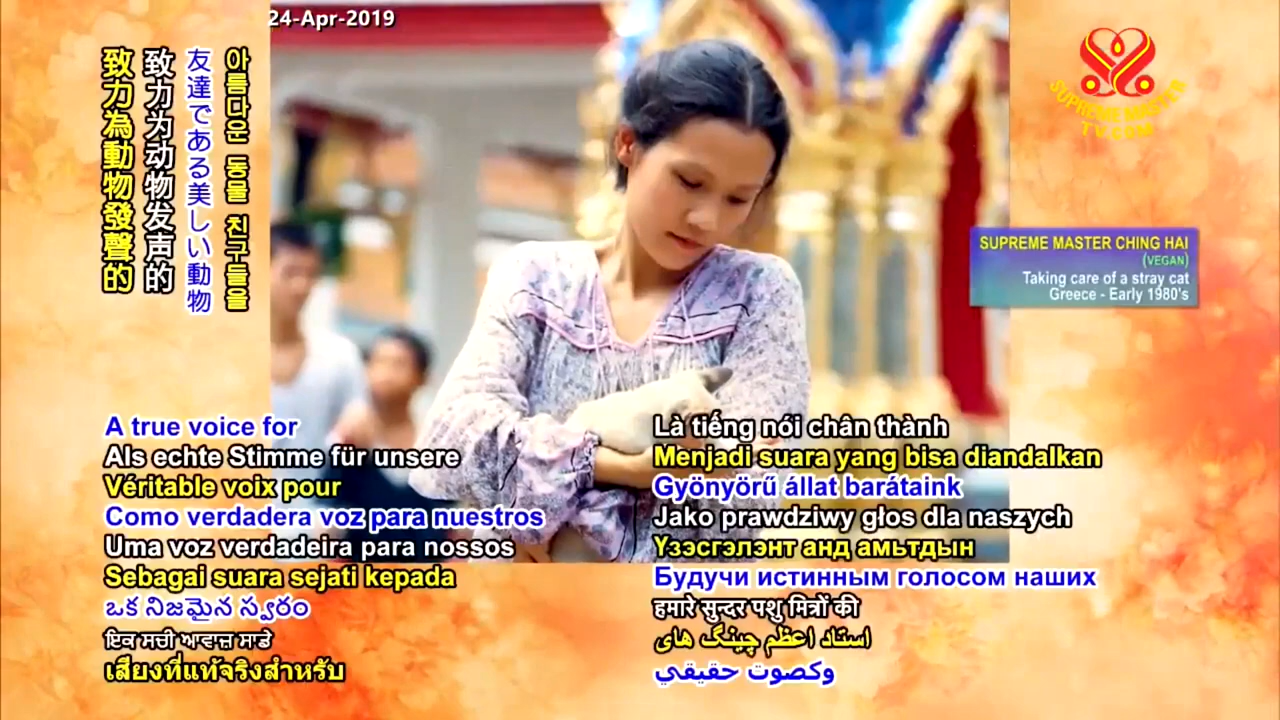 24-Apr-2019
SUPREME MASTER
TV.COM
아름다운 동물 친구들을
友達である美しい動物
致力为动物发声的
致力為動物發聲的
SUPREME MASTER CHING HAI
(VEGAN)
Taking care of a stray cat
Greece - Early 1980's
A true voice for
Als echte Stimme für unsere
Véritable voix pour
Como verdadera voz para nuestros
Uma voz verdadeira para nossos
Sebagai suara sejati kepada
ఒక నిజమైన స్వరం
ਇਕ ਸਚੀ ਆਵਾਜ਼ ਸਾਡੇ
เสียงที่แท้จริงสำหรับ
Là tiếng nói chân thành
Menjadi suara yang bisa diandalkan
Gyönyörű állat barátaink
Jako prawdziwy głos dla naszych
Үзэсгэлэнт анд амьтдын
Будучи истинным голосом наших
हमारे सुन्दर पशु मित्रों की
استاد اعظم چینگ های
وكصوت حقيقي